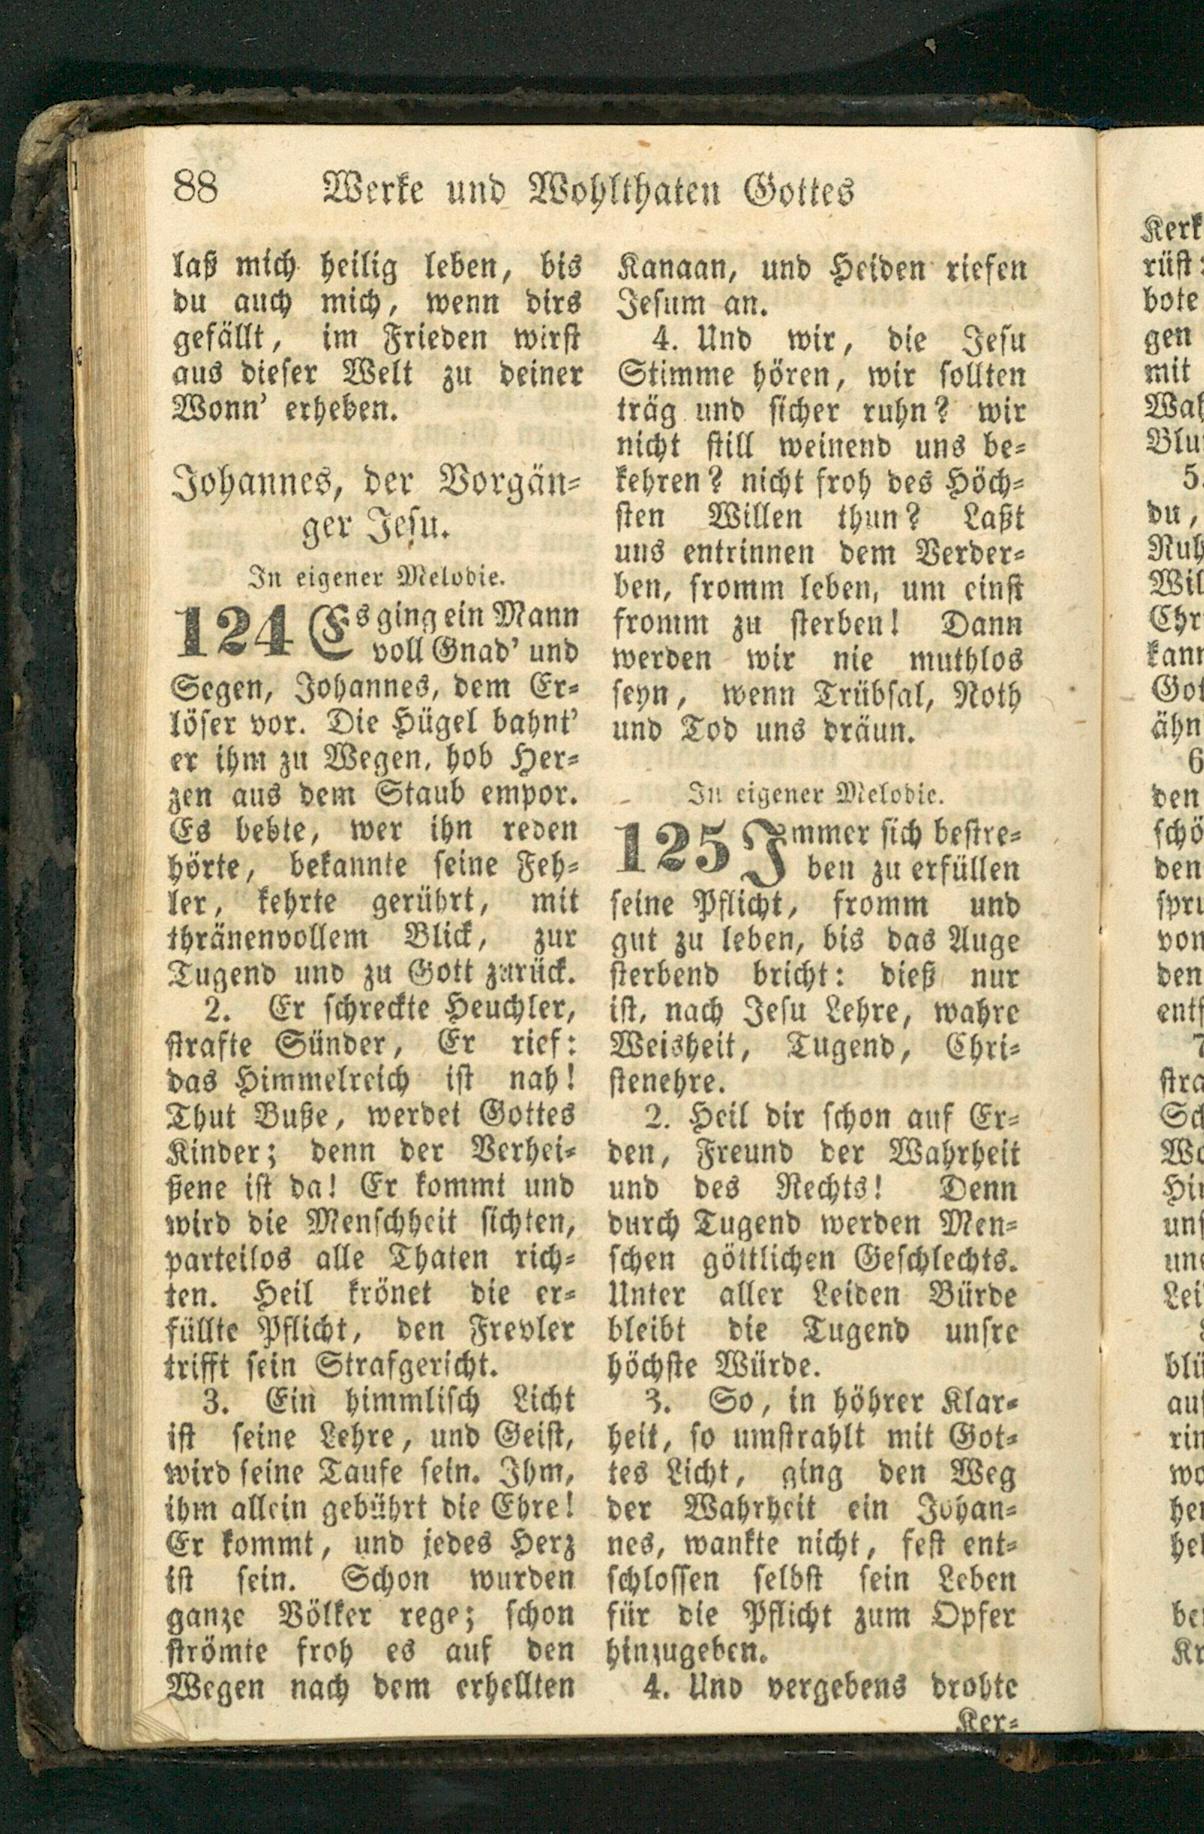 88 Werke und Wohlthaten Gottes
laß mich heilig leben, bis
du auch mich, wenn dirs
gefällt, im Frieden wirst
aus dieser Welt zu deiner
Wonn' erheben.
Johannes, der Vorgän-
ger Jesu.
In eigener Melodie.
124 Es ging ein Mann
voll Gnad' und
Segen, Johannes, dem Er-
löser vor. Die Hügel bahnt'
er ihm zu Wegen, hob Her-
zen aus dem Staub empor.
Es bebte, wer ihn reden
hörte, bekannte seine Feh-
ler, kehrte gerührt, mit
thränenvollem Blick, zur
Tugend und zu Gott zurück.
2. Er schreckte Heuchler,
strafte Sünder, Er rief:
das Himmelreich ist nah!
Thut Buße, werdet Gottes
Kinder; denn der Verhei-
ßene ist da! Er kommt und
wird die Menschheit sichten,
parteilos alle Thaten rich-
ten. Heil krönet die er-
füllte Pflicht, den Frevler
trifft sein Strafgericht.
3. Ein himmlisch Licht
ist seine Lehre, und Geist,
wird seine Taufe sein. Ihm,
ihm allein gebührt die Ehre!
Er kommt, und jedes Herz
ist sein. Schon wurden
ganze Völker rege; schon
strömte froh es auf den
Wegen nach dem erhellten
Kanaan, und Heiden riefen
Jesum an.
4. Und wir, die Jesu
Stimme hören, wir sollten
träg und sicher ruhn? wir
nicht still weinend uns be-
kehren? nicht froh des Höch-
sten Willen thun? Laßt
uns entrinnen dem Verder-
ben, fromm leben, um einst
fromm zu sterben! Dann
werden wir nie muthlos
seyn, wenn Trübsal, Noth
und Tod uns dräun.
In eigener Melodie.
125 Immer sich bestre-
ben zu erfüllen
seine Pflicht, fromm und
gut zu leben, bis das Auge
sterbend bricht: dieß nur
ist, nach Jesu Lehre, wahre
Weisheit, Tugend, Chri-
stenehre.
2. Heil dir schon auf Er-
den, Freund der Wahrheit
und des Rechts! Denn
durch Tugend werden Men-
schen göttlichen Geschlechts.
Unter aller Leiden Bürde
bleibt die Tugend unsre
höchste Würde.
3. So, in höhrer Klar-
heit, so umstrahlt mit Got-
tes Licht, ging den Weg
der Wahrheit ein Johan-
nes, wankte nicht, fest ent-
schlossen selbst sein Leben
für die Pflicht zum Opfer
hinzugeben.
4. Und vergebens drohte
Ker-